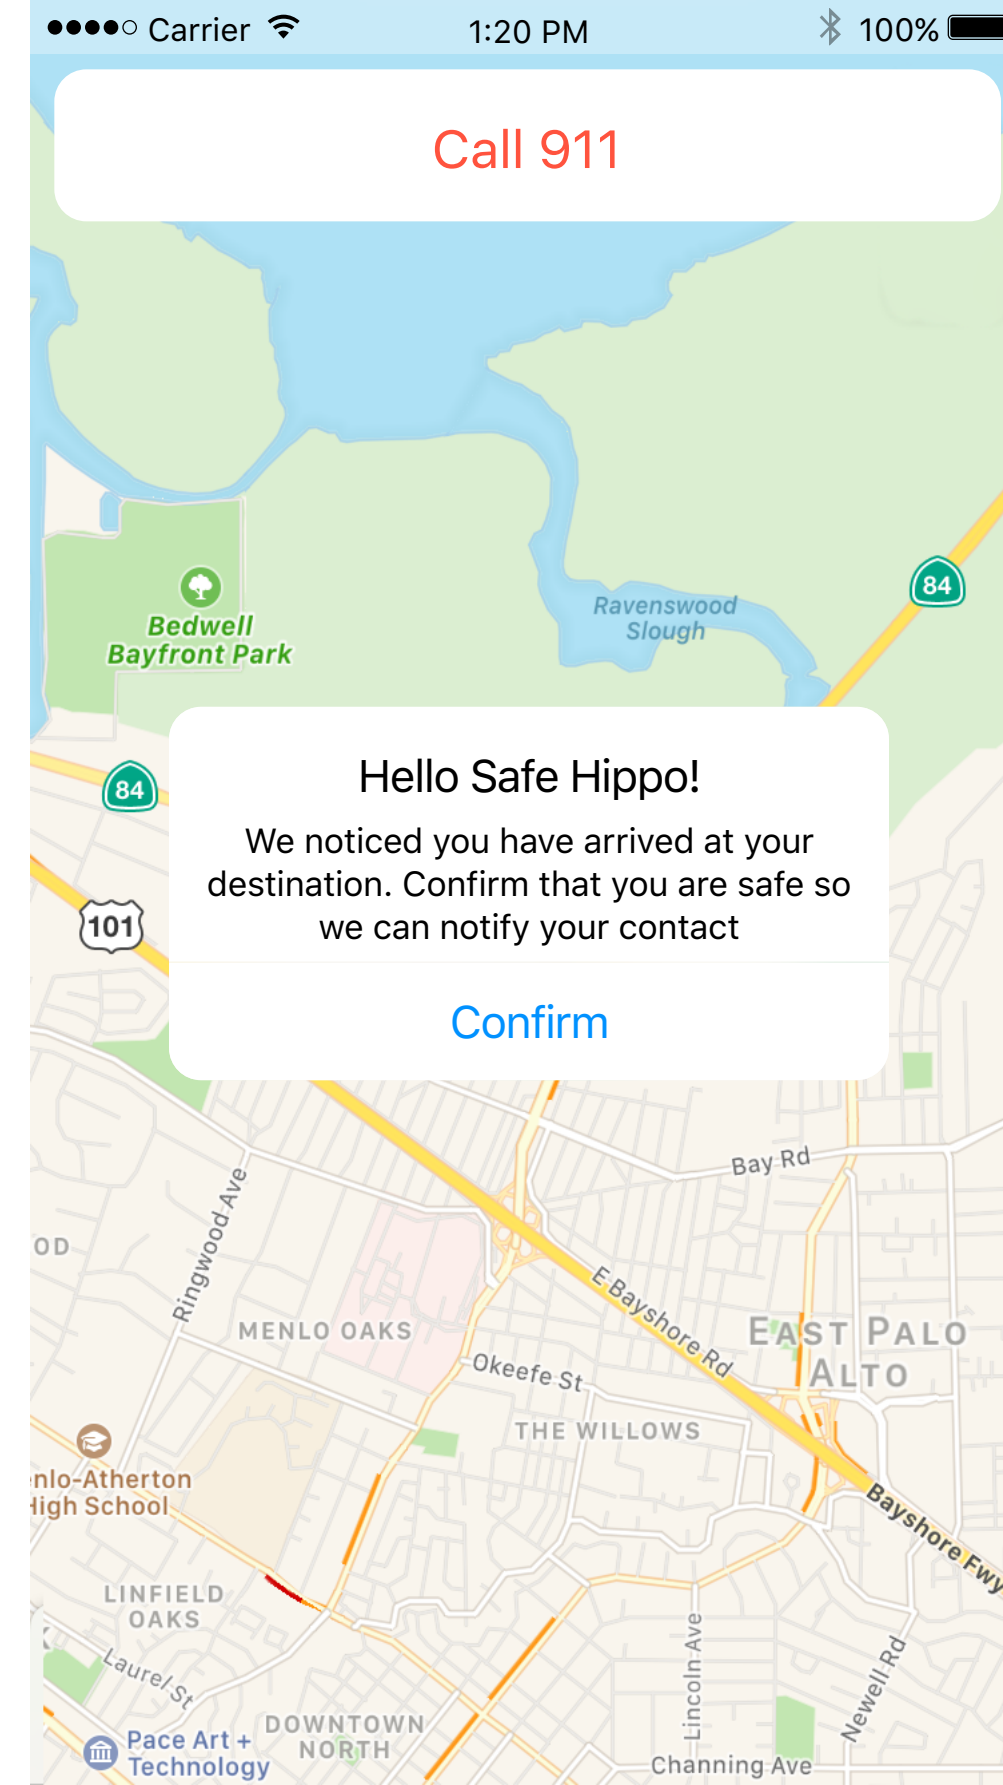 Carrier
1:20 PM
100%
Call 911
Bedwell
Bayfront Park
Ravenswood
Slough
84
84
101
Hello Safe Hippo!
We noticed you have arrived at your
destination. Confirm that you are safe so
we can notify your contact
Confirm
Bay Rd
Ringwood Ave
OD
E Bayshore Rd
MENLO OAKS
EAST PALO
ALTO
Okeefe St
THE WILLOWS
nlo-Atherton
High School
Bayshore Fwy
LINFIELD
OAKS
Laurel St
Lincoln Ave
Newell Rd
DOWNTOWN
NORTH
Pace Art +
Technology
Channing Ave